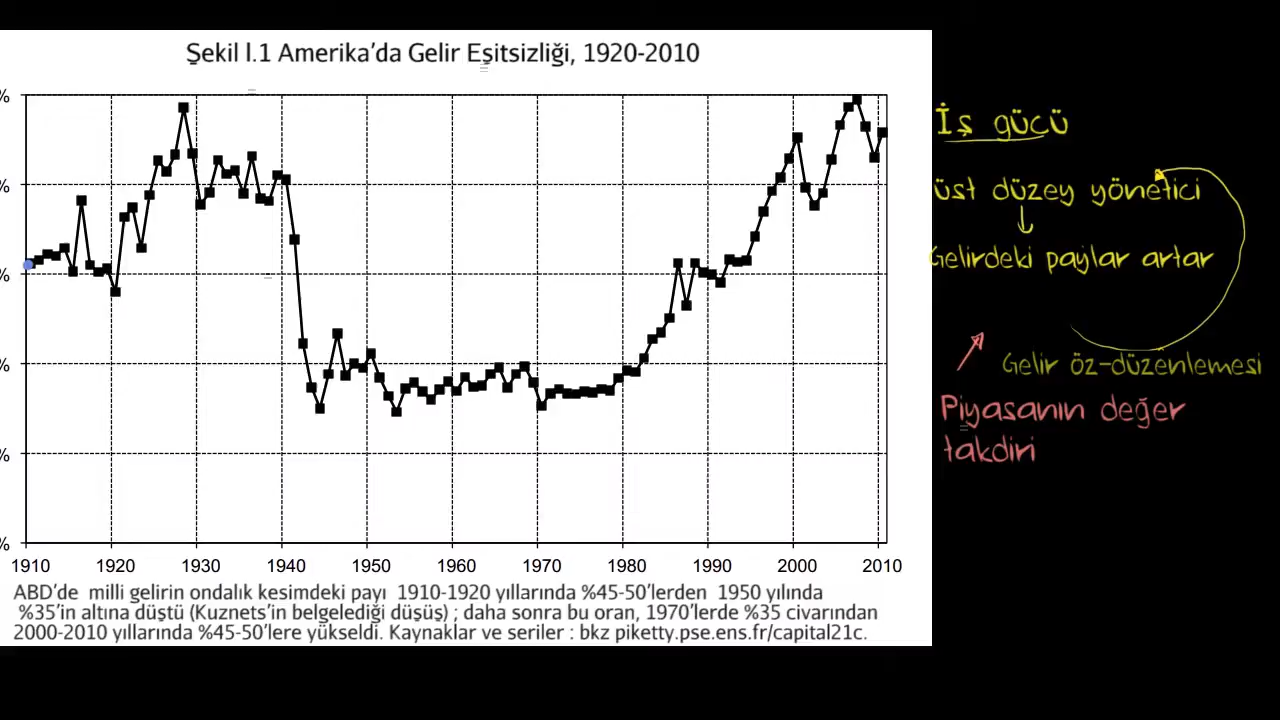 Şekil I.1 Amerika'da Gelir Eşitsizliği, 1920-2010
%
%
%
%
%
%
1910 1920 1930 1940 1950 1960 1970 1980 1990 2000 2010
ABD'de milli gelirin ondalık kesimdeki payı 1910-1920 yıllarında %45-50'lerden 1950 yılında
%35'in altına düştü (Kuznets'in belgelediği düşüş) ; daha sonra bu oran, 1970'lerde %35 civarından
2000-2010 yıllarında %45-50'lere yükseldi. Kaynaklar ve seriler : bkz piketty.pse.ens.fr/capital21c.
İş gücü
üst düzey yönetici
Gelirdeki paylar artar
Gelir öz-düzenlemesi
Piyasanın değer
takdiri